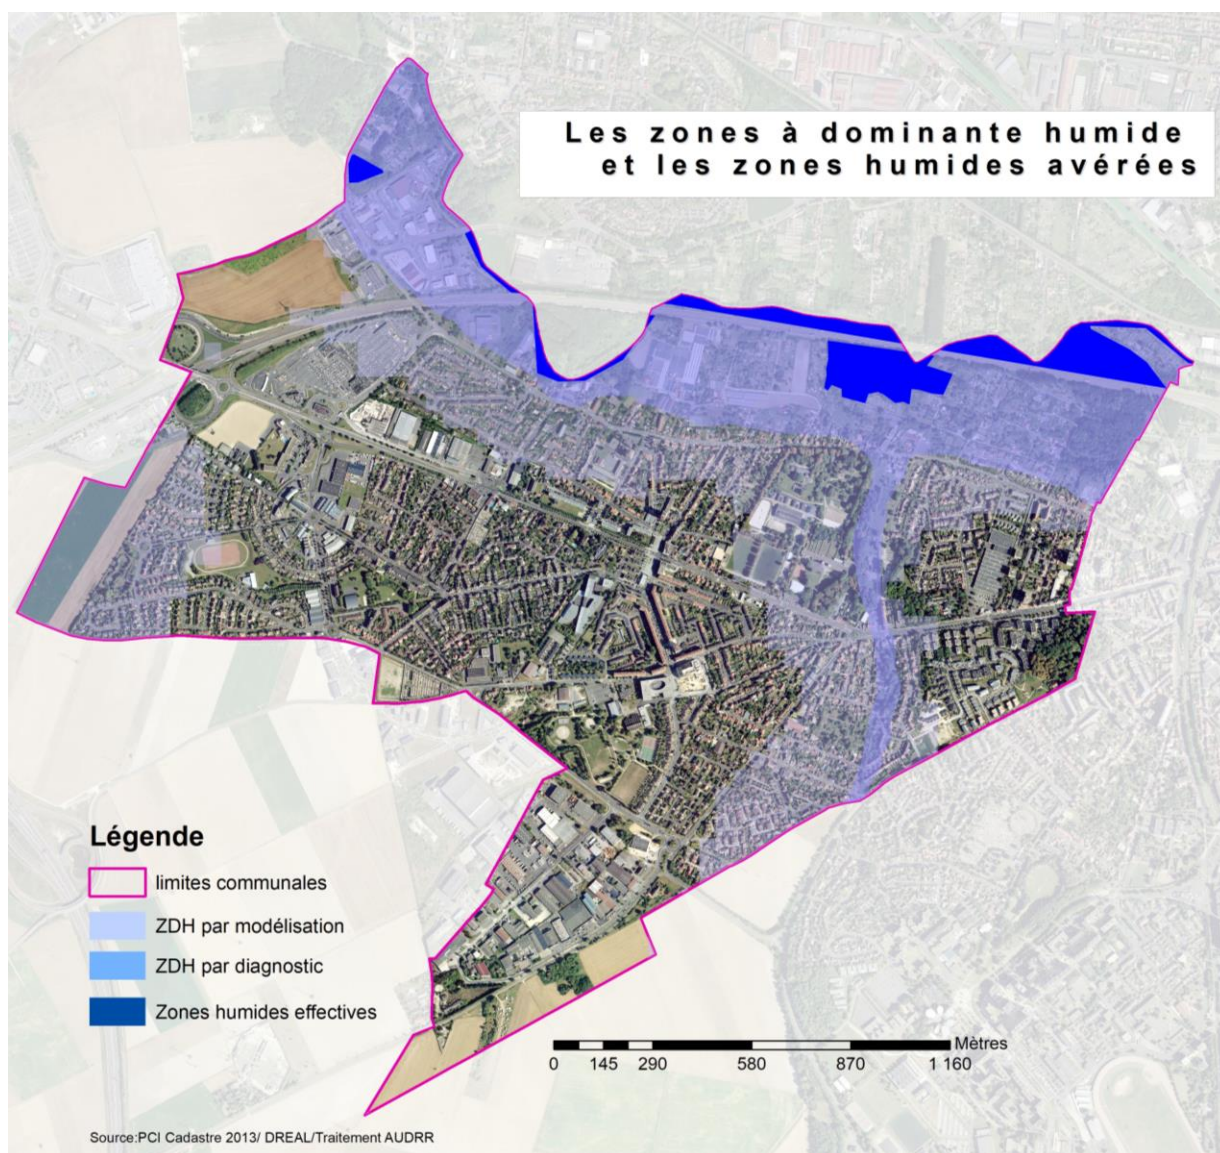 Les zones à dominante humide
et les zones humides avérées
Légende
limites communales
ZDH par modélisation
ZDH par diagnostic
Zones humides effectives
Mètres
0 145 290 580 870 1 160
Source:PCI Cadastre 2013/ DREAL/Traitement AUDRR